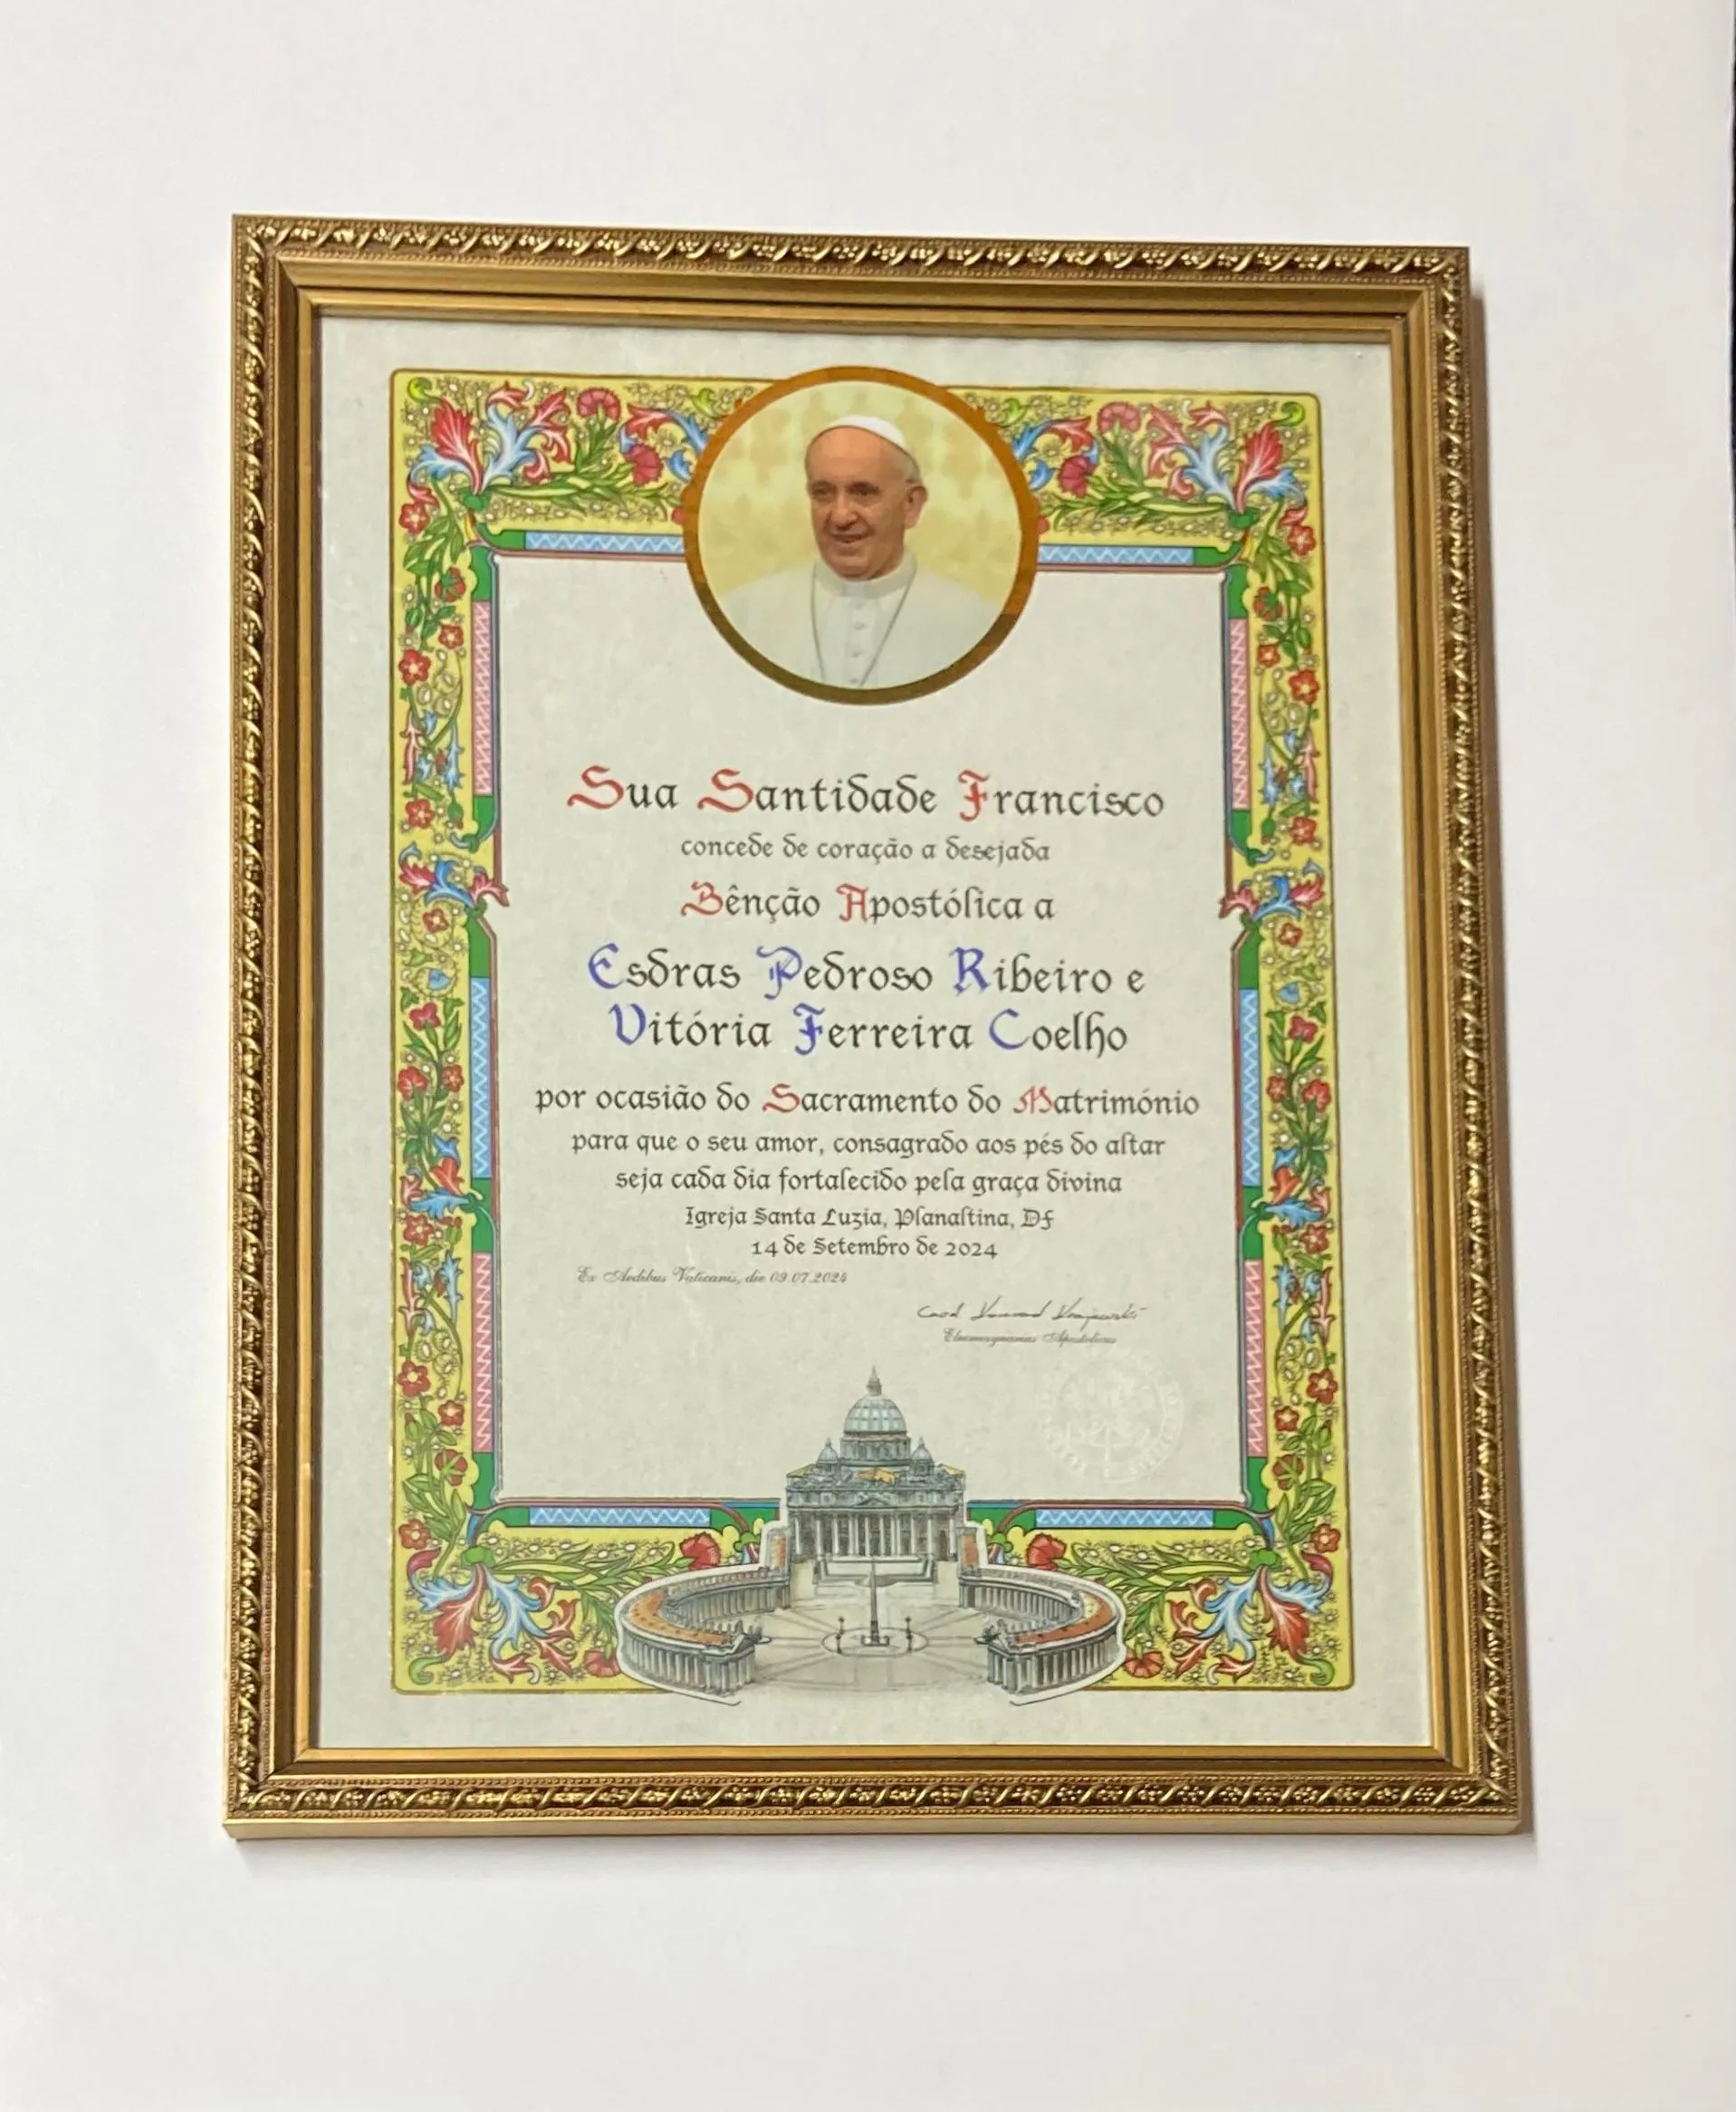 Sua Santidade Francisco
concede de coração a desejada
Bênção Apostólica a
Esdras Pedroso Ribeiro e
Vitória Ferreira Coelho
por ocasião do Sacramento do Matrimónio
para que o seu amor, consagrado aos pés do altar
seja cada dia fortalecido pela graça divina
Igreja Santa Luzia, Planaltina, Df
14 de Setembro de 2024
Ex Aedibus Vaticanis, die 09.07.2024
Eleemosynarius Apostolicus